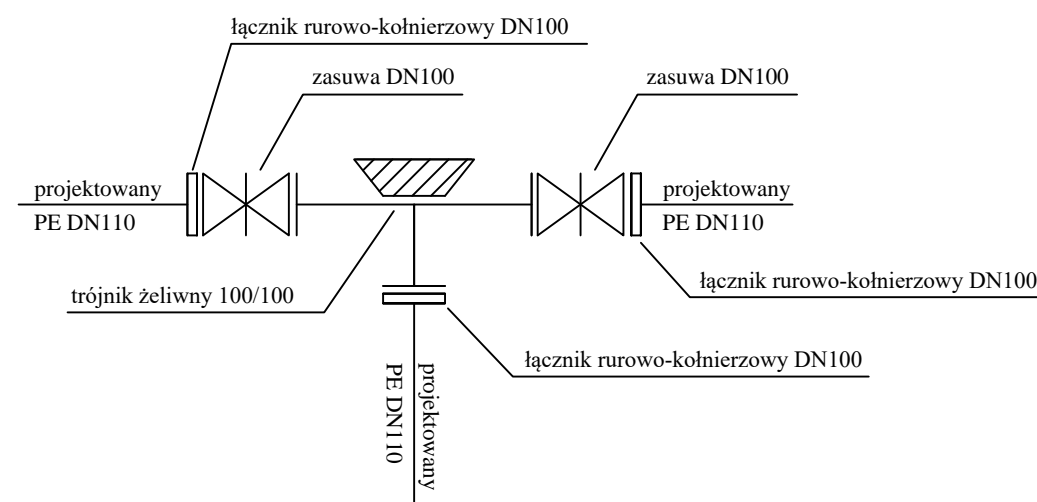 łącznik rurowo-kołnierzowy DN100
zasuwa DN100
zasuwa DN100
projektowany
PE DN110
projektowany
PE DN110
trójnik żeliwny 100/100
łącznik rurowo-kołnierzowy DN100
łącznik rurowo-kołnierzowy DN100
projektowany
PE DN110